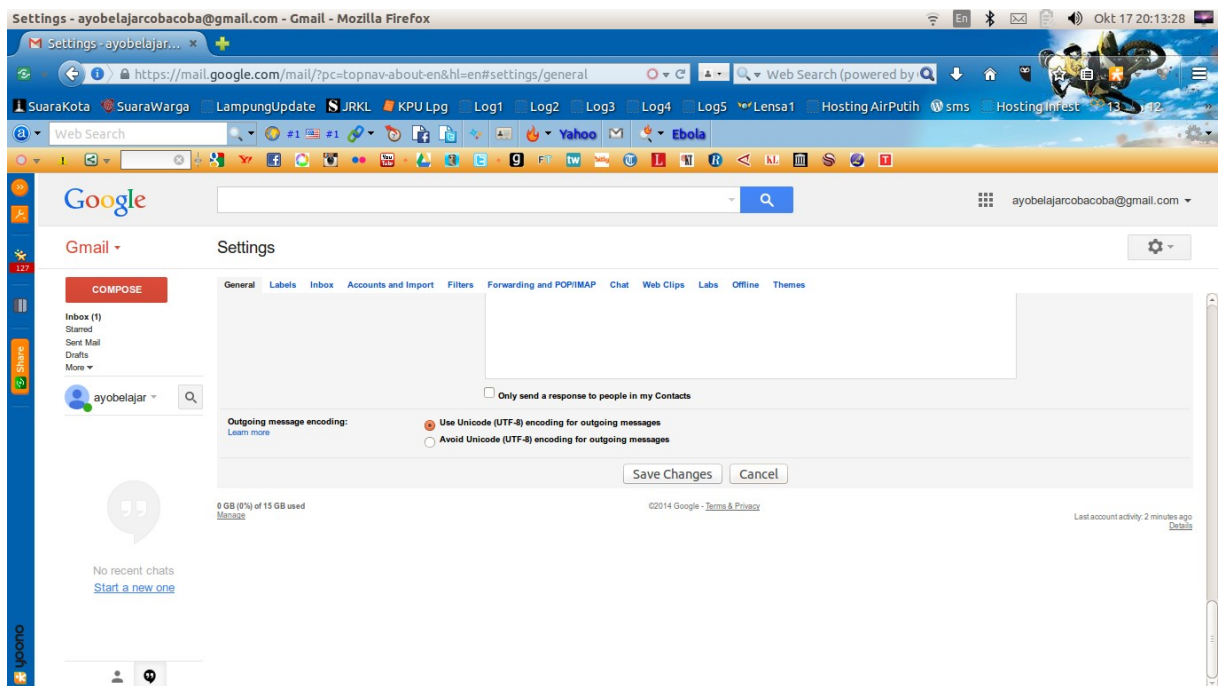 Settings - ayobelajarcobacoba@gmail.com - Gmail - Mozilla Firefox
En
Okt 17 20:13:28
Settings - ayobelajar... ×
https://mail.google.com/mail/?pc=topnav-about-en&hl=en#settings/general
Web Search (powered by
SuaraKota SuaraWarga LampungUpdate JRKL KPU Lpg Log1 Log2 Log3 Log4 Log5 Lensa1 Hosting AirPutih sms Hosting Infest 13 12
Web Search
#1 #1 Yahoo Ebola
Google
ayobelajarcobacoba@gmail.com
Gmail
Settings
127
COMPOSE
General Labels Inbox Accounts and Import Filters Forwarding and POP/IMAP Chat Web Clips Labs Offline Themes
Inbox (1)
Starred
Sent Mail
Drafts
More
Share
ayobelajar
Only send a response to people in my Contacts
Outgoing message encoding:
Learn more
Use Unicode (UTF-8) encoding for outgoing messages
Avoid Unicode (UTF-8) encoding for outgoing messages
Save Changes Cancel
0 GB (0%) of 15 GB used
Manage
©2014 Google - Terms & Privacy
Last account activity: 2 minutes ago
Details
No recent chats
Start a new one
yoono